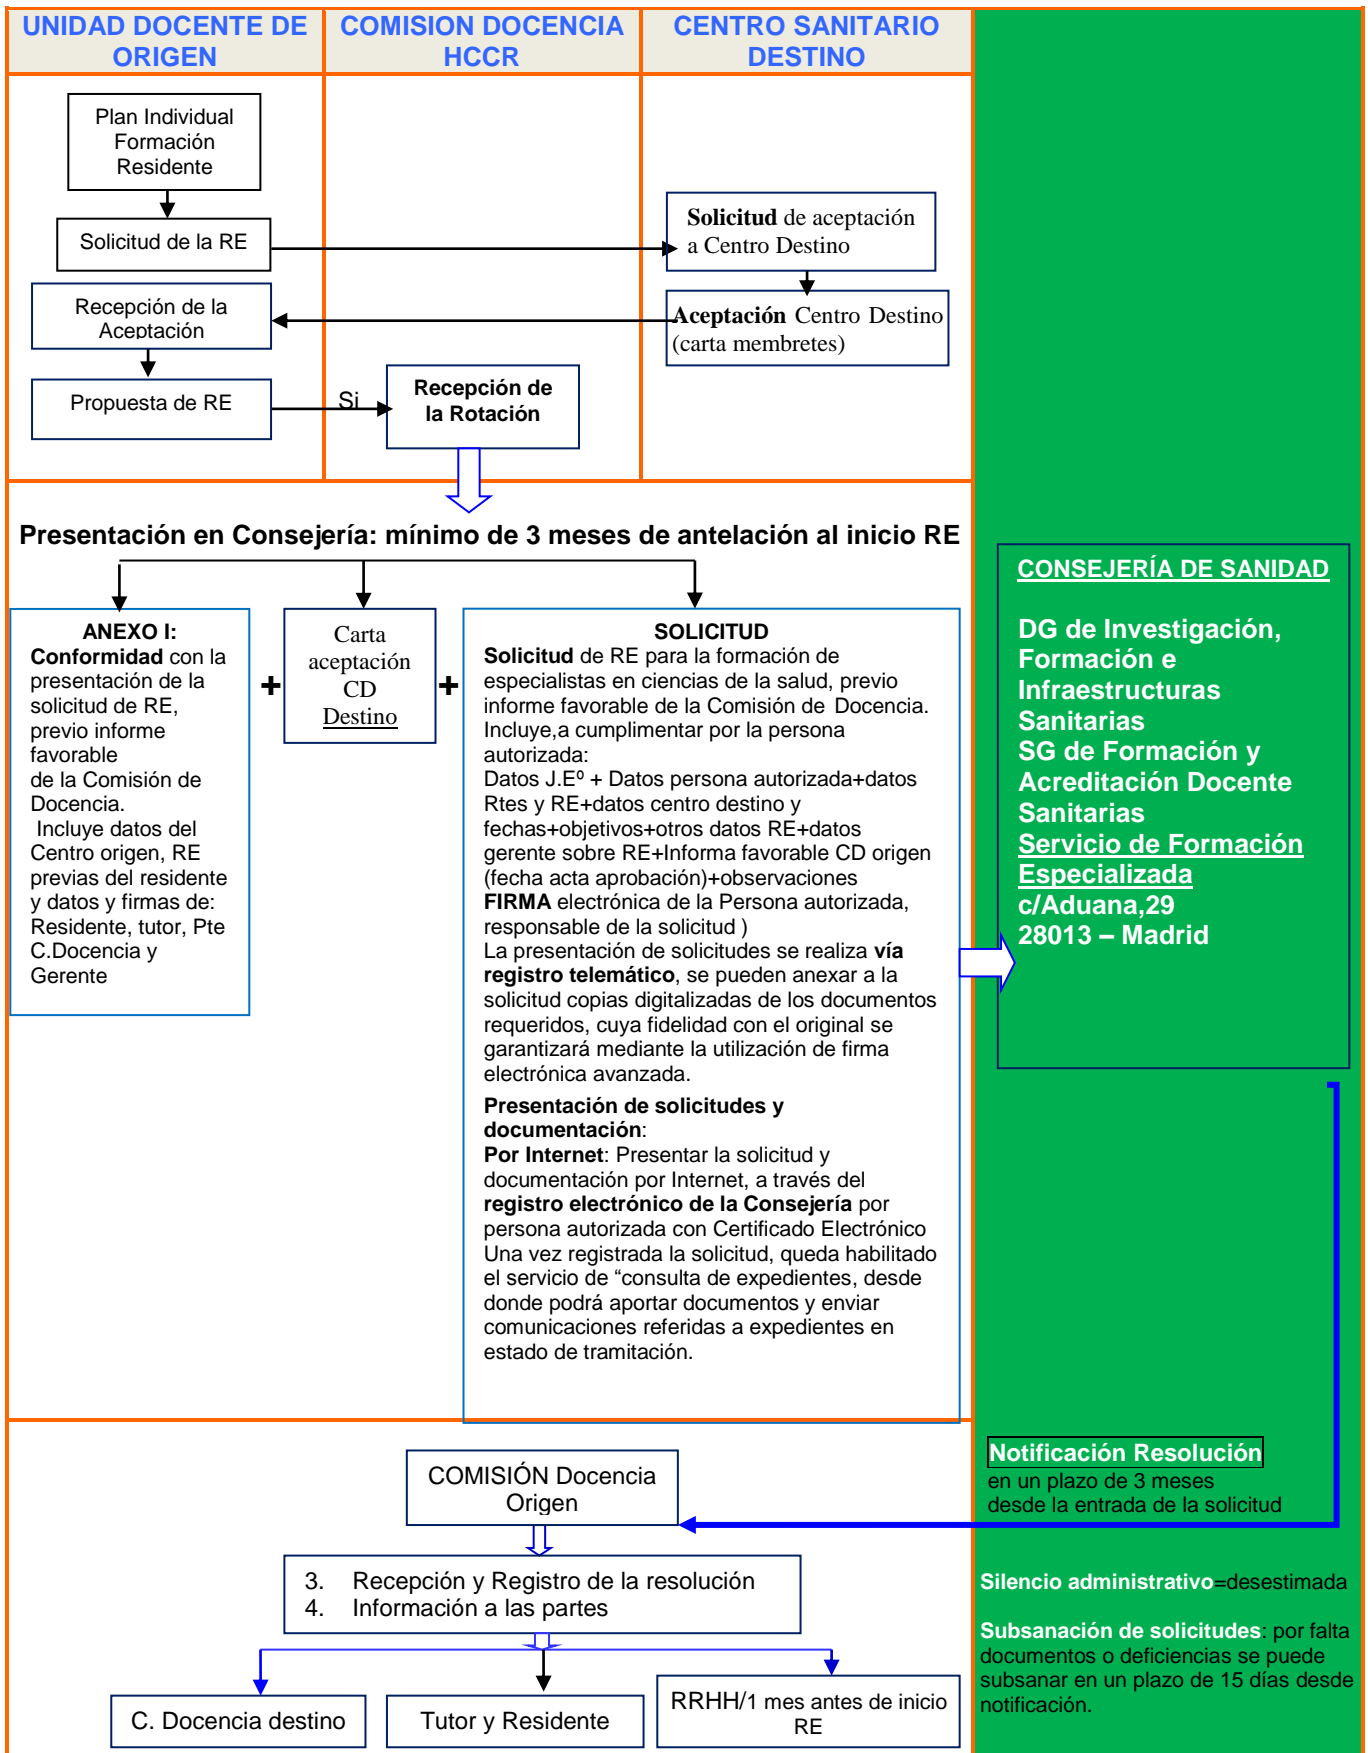 UNIDAD DOCENTE DE
ORIGEN
COMISION DOCENCIA
HCCR
CENTRO SANITARIO
DESTINO
Plan Individual
Formación
Residente
Solicitud de la RE
Solicitud de aceptación
a Centro Destino
Recepción de la
Aceptación
Aceptación Centro Destino
(carta membretes)
Propuesta de RE
Si
Recepción de
la Rotación
Presentación en Consejería: mínimo de 3 meses de antelación al inicio RE
ANEXO I:
Conformidad con la
presentación de la
solicitud de RE,
previo informe
favorable
de la Comisión de
Docencia.
Incluye datos del
Centro origen, RE
previas del residente
y datos y firmas de:
Residente, tutor, Pte
C.Docencia y
Gerente
+
Carta
aceptación
CD
Destino
+
SOLICITUD
Solicitud de RE para la formación de
especialistas en ciencias de la salud, previo
informe favorable de la Comisión de Docencia.
Incluye,a cumplimentar por la persona
autorizada:
Datos J.Eº + Datos persona autorizada+datos
Rtes y RE+datos centro destino y
fechas+objetivos+otros datos RE+datos
gerente sobre RE+Informa favorable CD origen
(fecha acta aprobación)+observaciones
FIRMA electrónica de la Persona autorizada,
responsable de la solicitud )
La presentación de solicitudes se realiza vía
registro telemático, se pueden anexar a la
solicitud copias digitalizadas de los documentos
requeridos, cuya fidelidad con el original se
garantizará mediante la utilización de firma
electrónica avanzada.
Presentación de solicitudes y
documentación:
Por Internet: Presentar la solicitud y
documentación por Internet, a través del
registro electrónico de la Consejería por
persona autorizada con Certificado Electrónico
Una vez registrada la solicitud, queda habilitado
el servicio de “consulta de expedientes, desde
donde podrá aportar documentos y enviar
comunicaciones referidas a expedientes en
estado de tramitación.
CONSEJERÍA DE SANIDAD
DG de Investigación,
Formación e
Infraestructuras
Sanitarias
SG de Formación y
Acreditación Docente
Sanitarias
Servicio de Formación
Especializada
c/Aduana,29
28013 – Madrid
Notificación Resolución
en un plazo de 3 meses
desde la entrada de la solicitud
COMISIÓN Docencia
Origen
3. Recepción y Registro de la resolución
4. Información a las partes
C. Docencia destino
Tutor y Residente
RRHH/1 mes antes de inicio
RE
Silencio administrativo=desestimada
Subsanación de solicitudes: por falta
documentos o deficiencias se puede
subsanar en un plazo de 15 días desde
notificación.